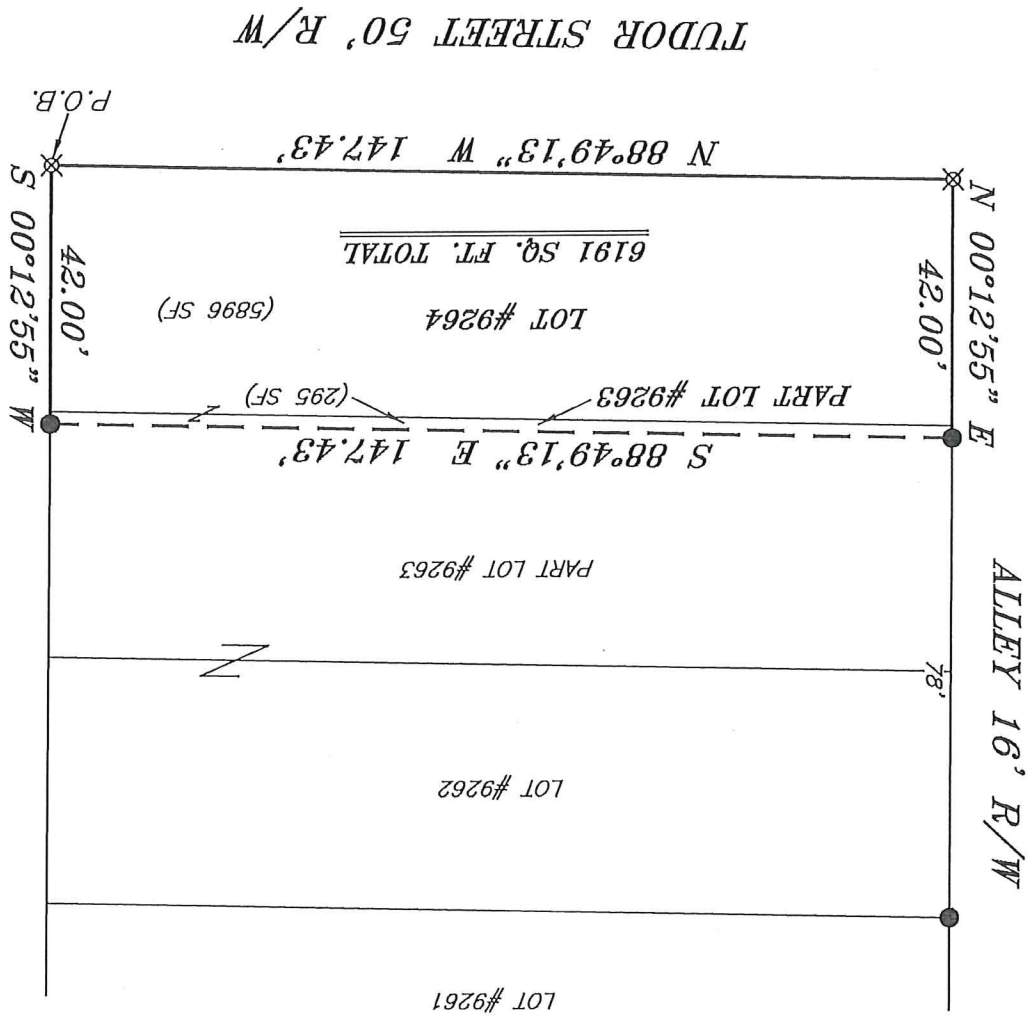 TUDOR STREET 50' R/W
P.O.B.
N 88°49'13" W 147.43'
S 00°12'55" W
42.00'
N 00°12'55" E
42.00'
6191 SQ. FT. TOTAL
LOT #9264
(5896 SF)
PART LOT #9263
(295 SF)
S 88°49'13" E 147.43'
PART LOT #9263
ALLEY 16' R/W
78'
LOT #9262
LOT #9261